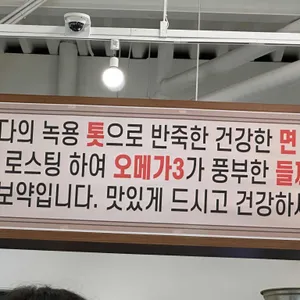 다의 녹용 톳으로 반죽한 건강한 면
로스팅 하여 오메가3가 풍부한 들
보약입니다. 맛있게 드시고 건강하